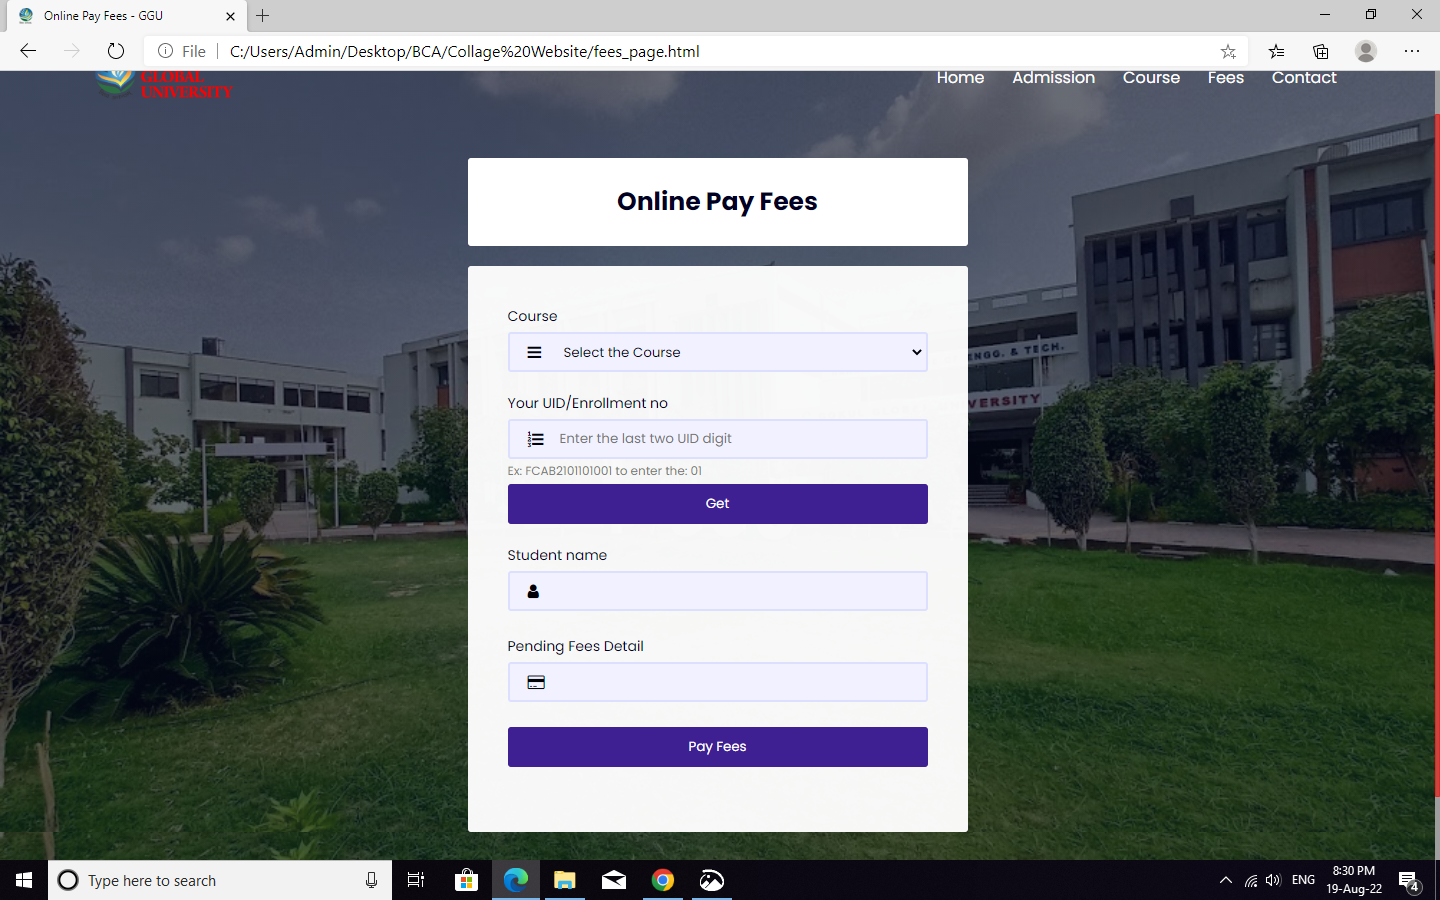 Online Pay Fees - GGU
File
C:/Users/Admin/Desktop/BCA/Collage%20Website/fees_page.html
GLOBAL
UNIVERSITY
Home Admission Course Fees Contact
Online Pay Fees
Course
Select the Course
ENGG. & TECH.
VERSITY
Your UID/Enrollment no
Enter the last two UID digit
Ex: FCAB2101101001 to enter the: 01
Get
Student name
Pending Fees Detail
Pay Fees
Type here to search
ENG
8:30 PM
19-Aug-22
4